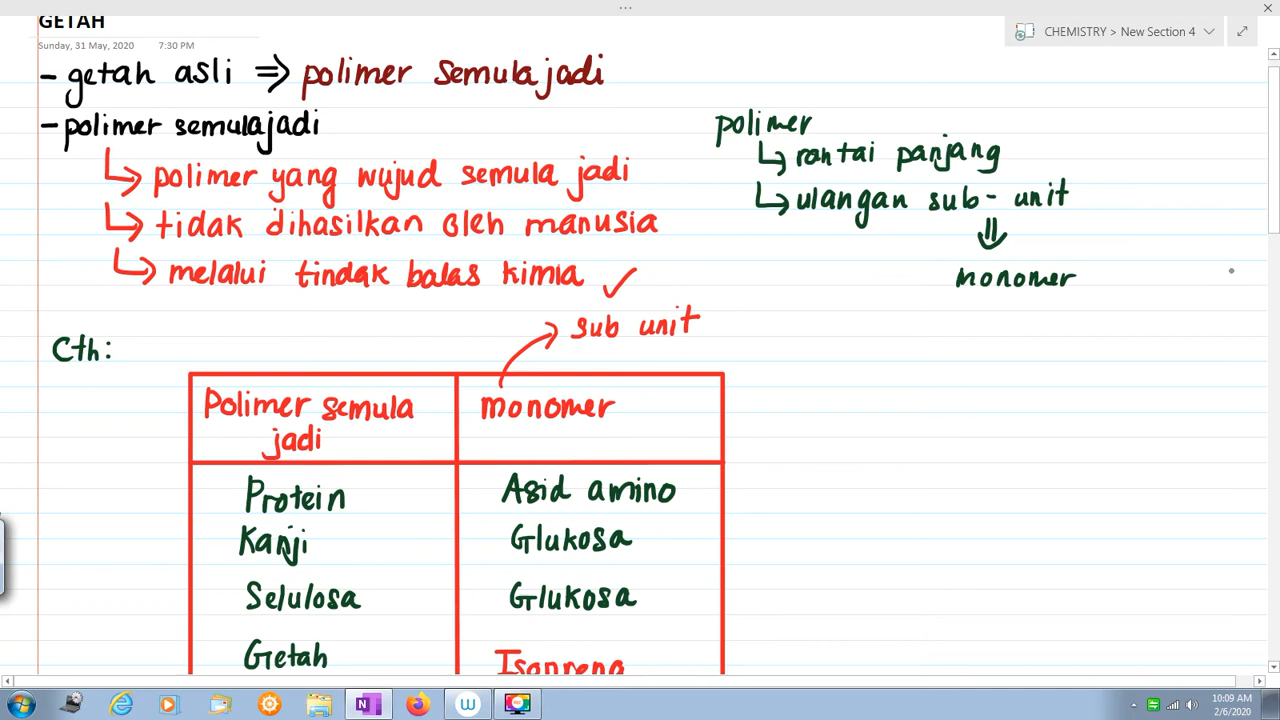 GETAH
Sunday, 31 May, 2020 7:30 PM
CHEMISTRY > New Section 4
- getah asli ⇒ polimer semulajadi
- polimer semulajadi
↳ polimer yang wujud semula jadi
↳ tidak dihasilkan oleh manusia
↳ melalui tindak balas kimia ✓
polimer
↳ rantai panjang
↳ ulangan sub-unit
⇓
monomer
sub unit
Cth:
Polimer semula jadi
monomer
Protein Asid amino
Kanji Glukosa
Selulosa Glukosa
Getah Isoprena
10:09 AM
2/6/2020